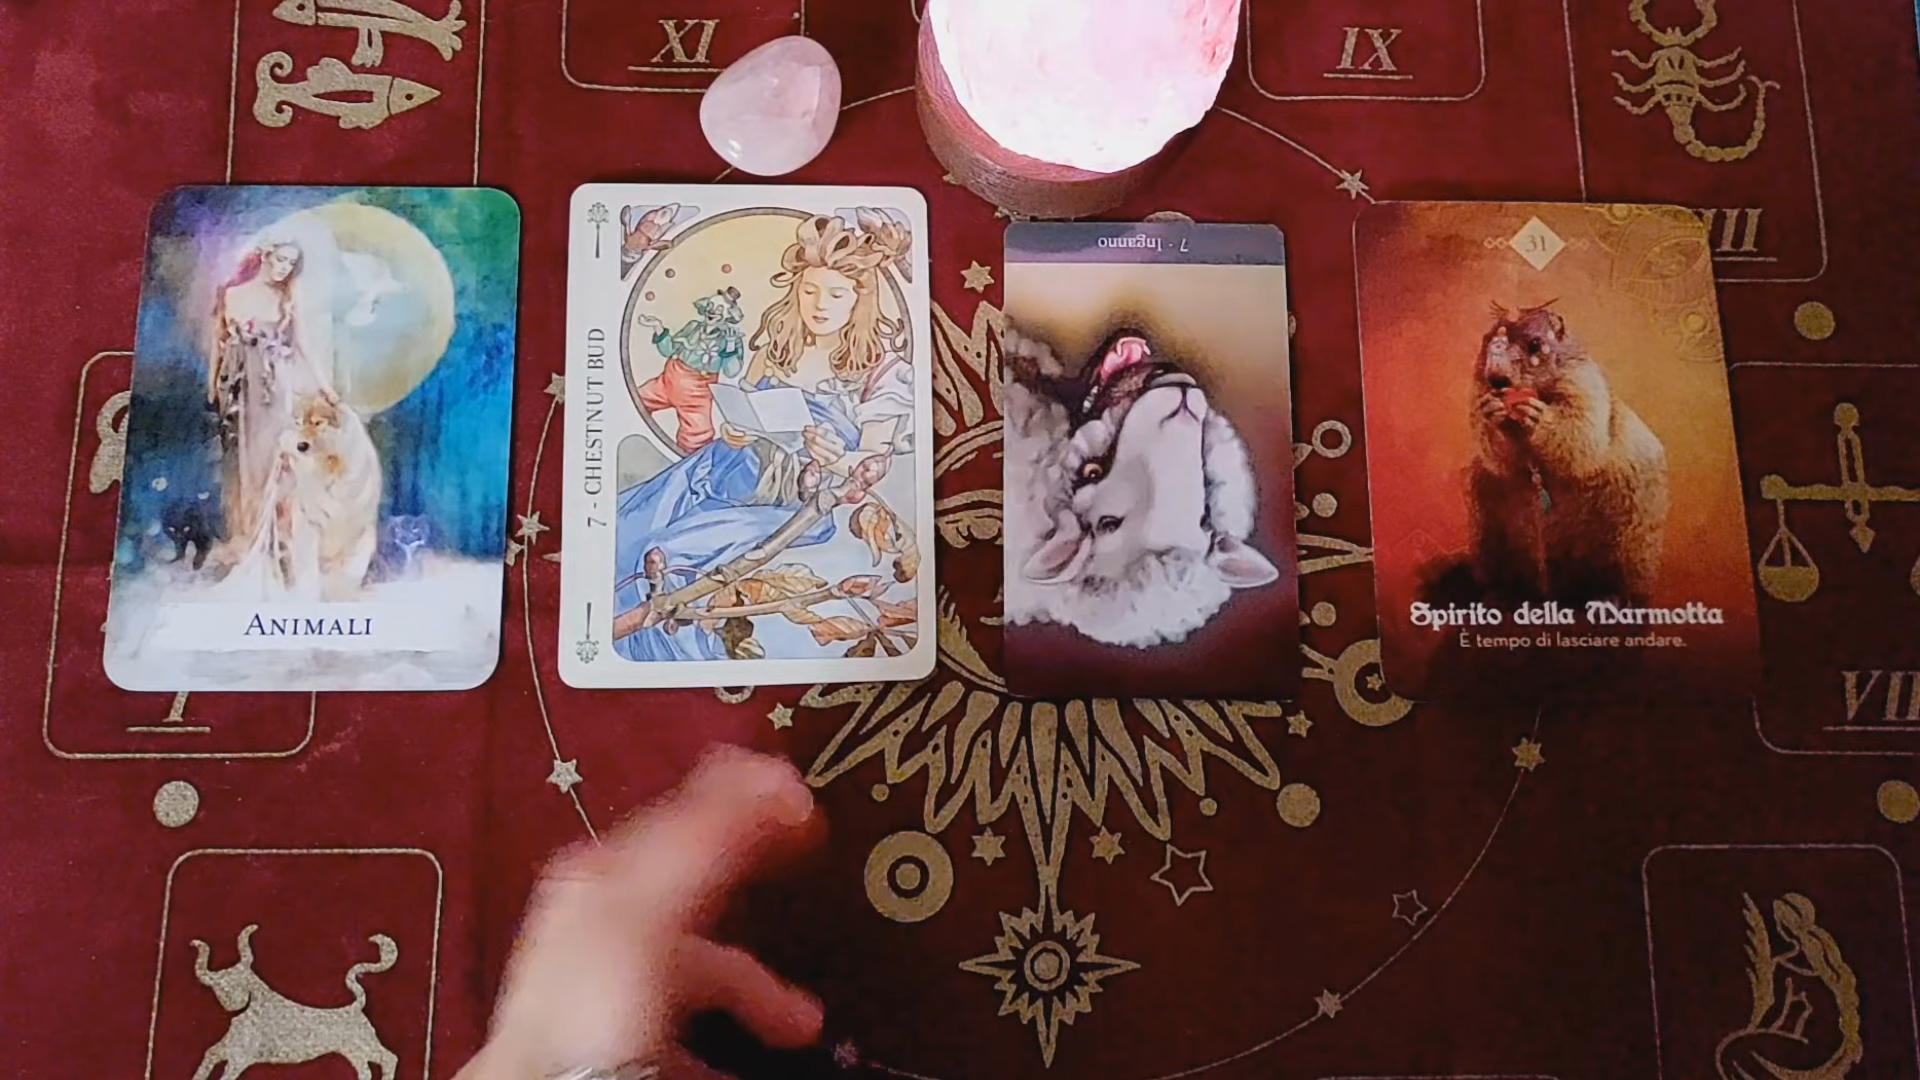 XI
IX
ANIMALI
7 - CHESTNUT BUD
7 - Inganno
31
Spirito della Marmotta
È tempo di lasciare andare.